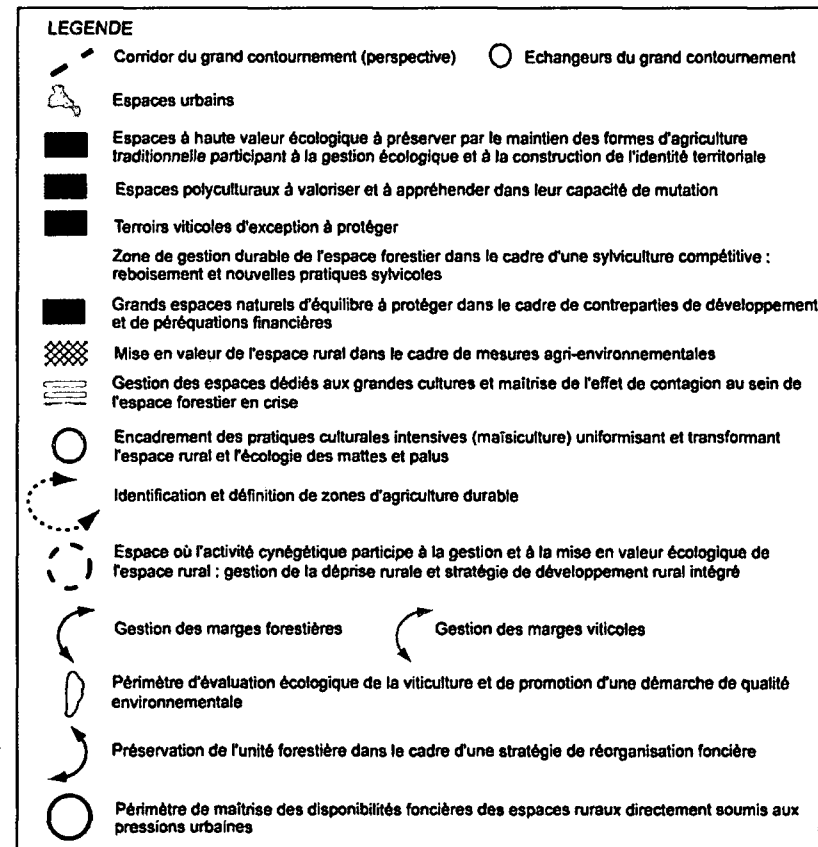 LEGENDE
Corridor du grand contournement (perspective) Echangeurs du grand contournement
Espaces urbains
Espaces à haute valeur écologique à préserver par le maintien des formes d'agriculture
traditionnelle participant à la gestion écologique et à la construction de l'identité territoriale
Espaces polyculturaux à valoriser et à appréhender dans leur capacité de mutation
Terroirs viticoles d'exception à protéger
Zone de gestion durable de l'espace forestier dans le cadre d'une sylviculture compétitive :
reboisement et nouvelles pratiques sylvicoles
Grands espaces naturels d'équilibre à protéger dans le cadre de contreparties de développement
et de péréquations financières
Mise en valeur de l'espace rural dans le cadre de mesures agri-environnementales
Gestion des espaces dédiés aux grandes cultures et maîtrise de l'effet de contagion au sein de
l'espace forestier en crise
Encadrement des pratiques culturales intensives (maïsiculture) uniformisant et transformant
l'espace rural et l'écologie des mattes et palus
Identification et définition de zones d'agriculture durable
Espace où l'activité cynégétique participe à la gestion et à la mise en valeur écologique de
l'espace rural : gestion de la déprise rurale et stratégie de développement rural intégré
Gestion des marges forestières Gestion des marges viticoles
Périmètre d'évaluation écologique de la viticulture et de promotion d'une démarche de qualité
environnementale
Préservation de l'unité forestière dans le cadre d'une stratégie de réorganisation foncière
Périmètre de maîtrise des disponibilités foncières des espaces ruraux directement soumis aux
pressions urbaines